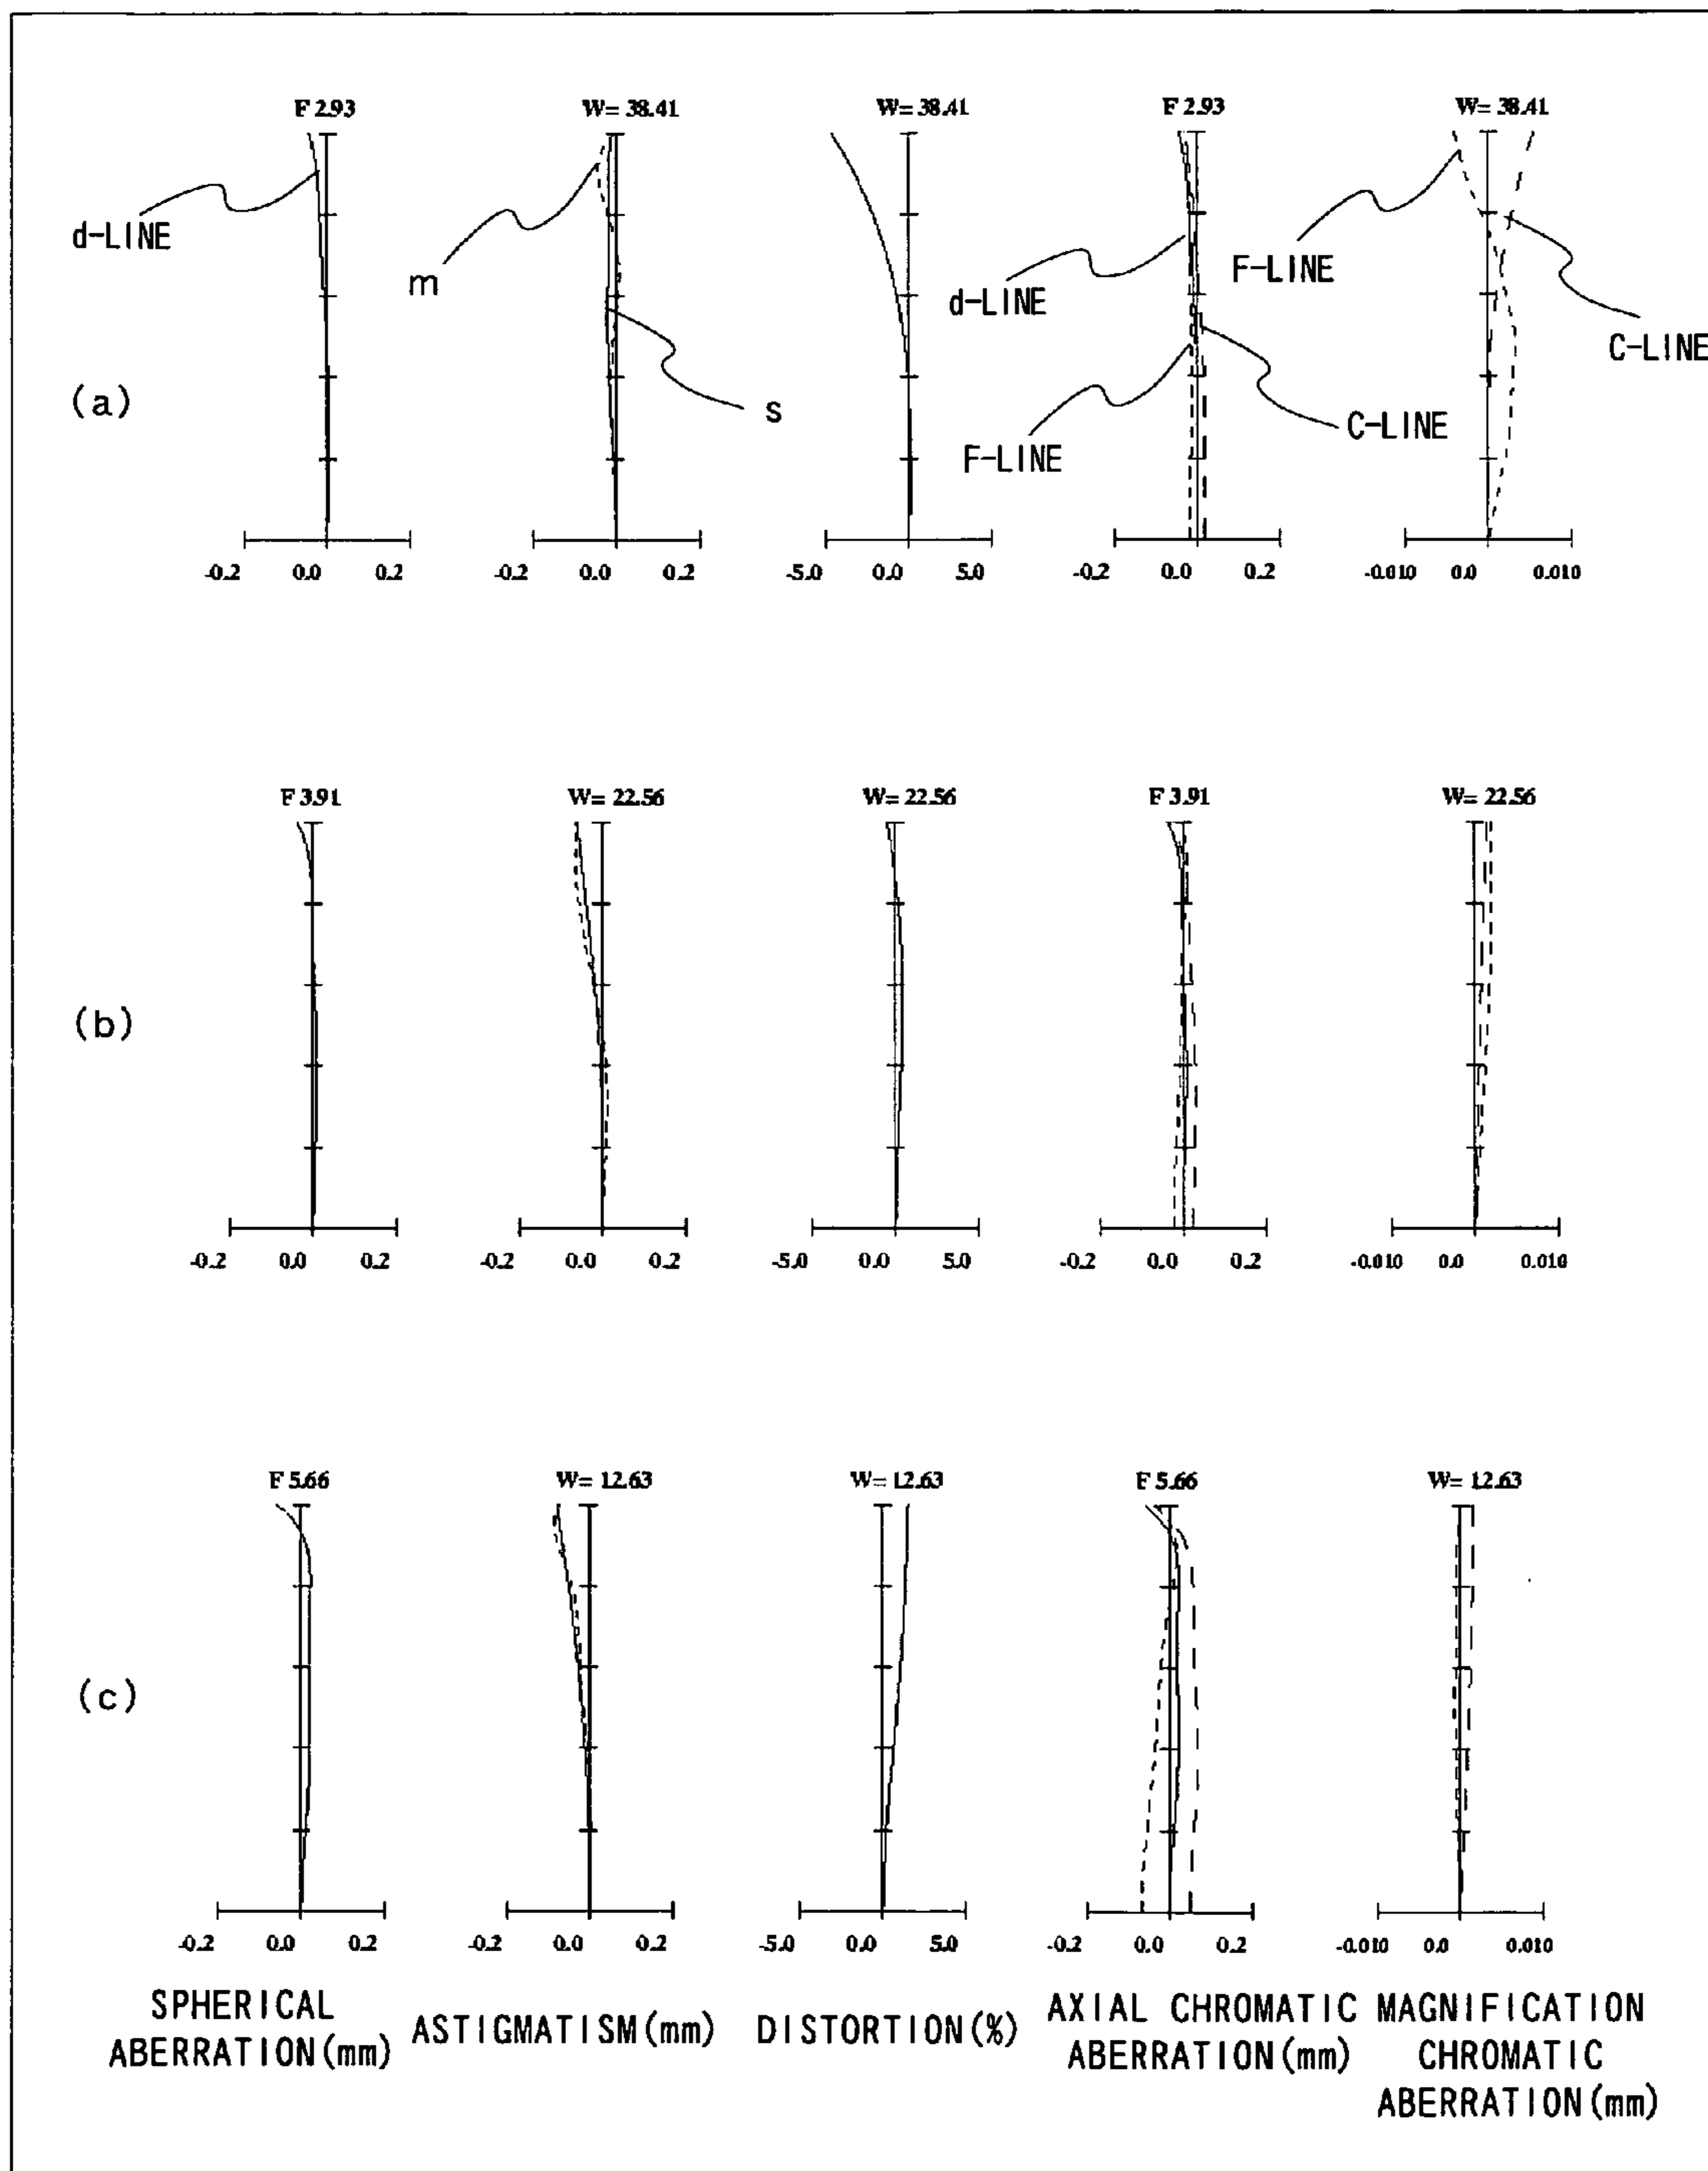 F 2.93 W= 38.41 W= 38.41 F 2.93 W= 38.41
d-LINE
m
d-LINE
F-LINE
C-LINE
(a)
s
F-LINE
C-LINE
-0.2 0.0 0.2 -0.2 0.0 0.2 -5.0 0.0 5.0 -0.2 0.0 0.2 -0.010 0.0 0.010
F 3.91 W= 22.56 W= 22.56 F 3.91 W= 22.56
(b)
-0.2 0.0 0.2 -0.2 0.0 0.2 -5.0 0.0 5.0 -0.2 0.0 0.2 -0.010 0.0 0.010
F 5.66 W= 12.63 W= 12.63 F 5.66 W= 12.63
(c)
-0.2 0.0 0.2 -0.2 0.0 0.2 -5.0 0.0 5.0 -0.2 0.0 0.2 -0.010 0.0 0.010
SPHERICAL
ABERRATION(mm)
ASTIGMATISM(mm)
DISTORTION(%)
AXIAL CHROMATIC
ABERRATION(mm)
MAGNIFICATION
CHROMATIC
ABERRATION(mm)